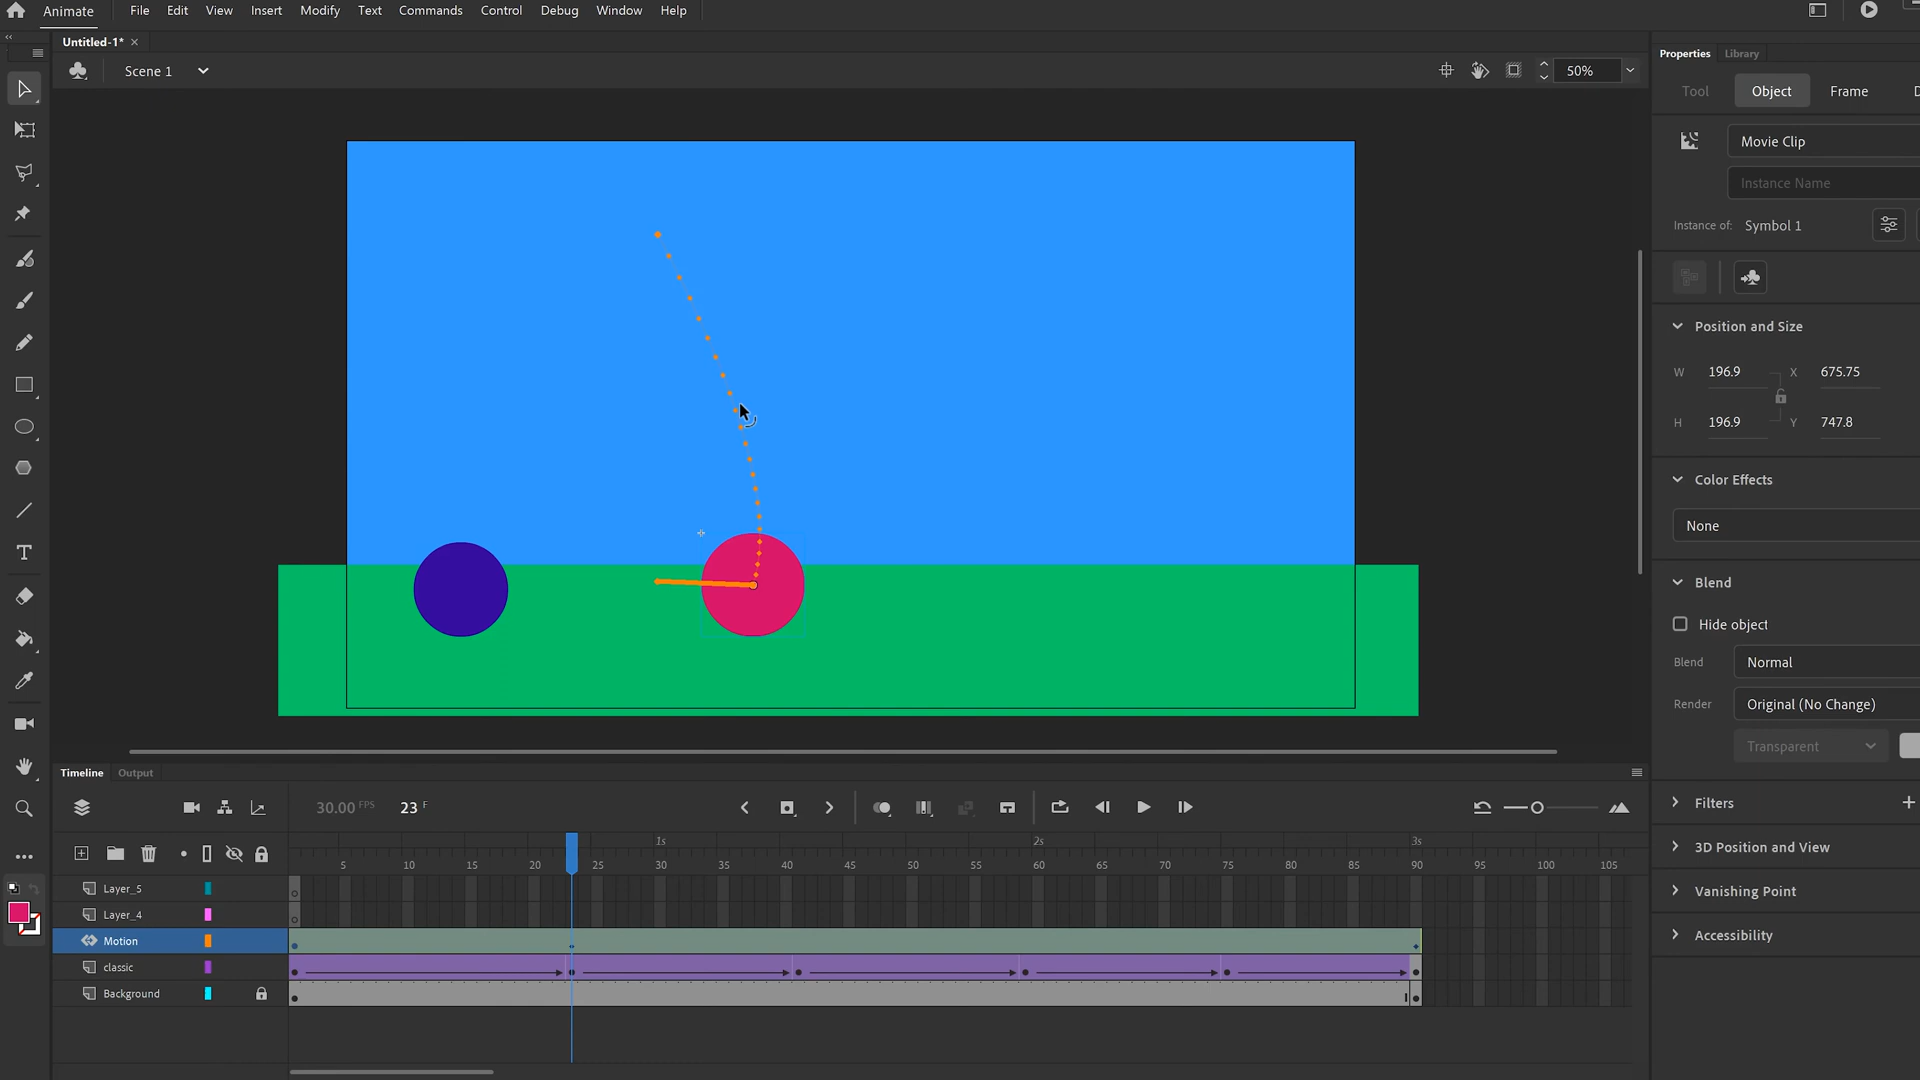 Animate File Edit View Insert Modify Text Commands Control Debug Window Help
Untitled-1*
Scene 1
50%
Properties Library
Tool Object Frame D
Movie Clip
Instance Name
Instance of: Symbol 1
Position and Size
W 196.9 X 675.75
H 196.9 Y 747.8
Color Effects
None
Blend
Hide object
Blend Normal
Render Original (No Change)
Transparent
Filters
3D Position and View
Vanishing Point
Accessibility
Timeline Output
30.00 FPS 23 F
1s 2s 3s
5 10 15 20 25 30 35 40 45 50 55 60 65 70 75 80 85 90 95 100 105
Layer_5
Layer_4
Motion
classic
Background